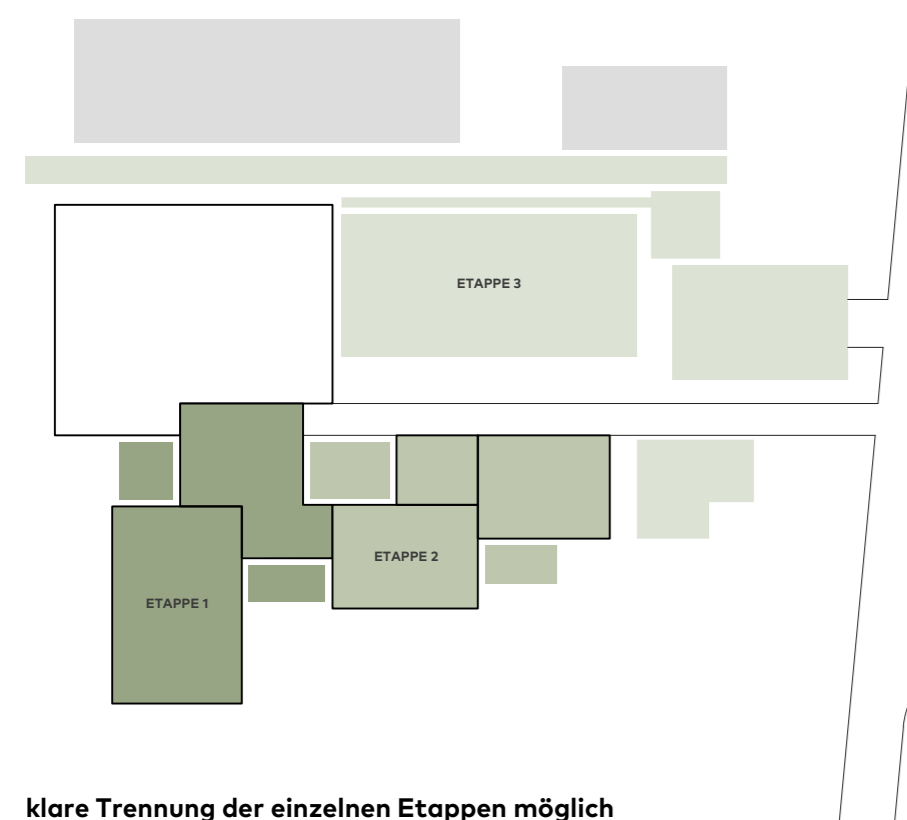 ETAPPE 3
ETAPPE 2
ETAPPE 1
klare Trennung der einzelnen Etappen möglich